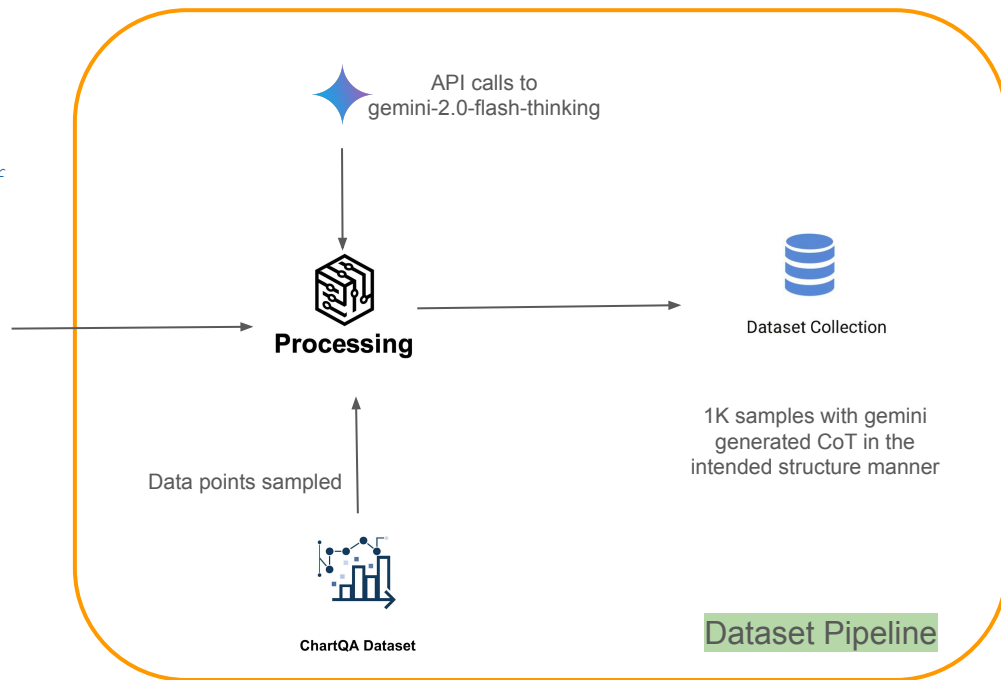 API calls to
gemini-2.0-flash-thinking
Processing
Dataset Collection
1K samples with gemini
generated CoT in the
intended structure manner
Data points sampled
ChartQA Dataset
Dataset Pipeline